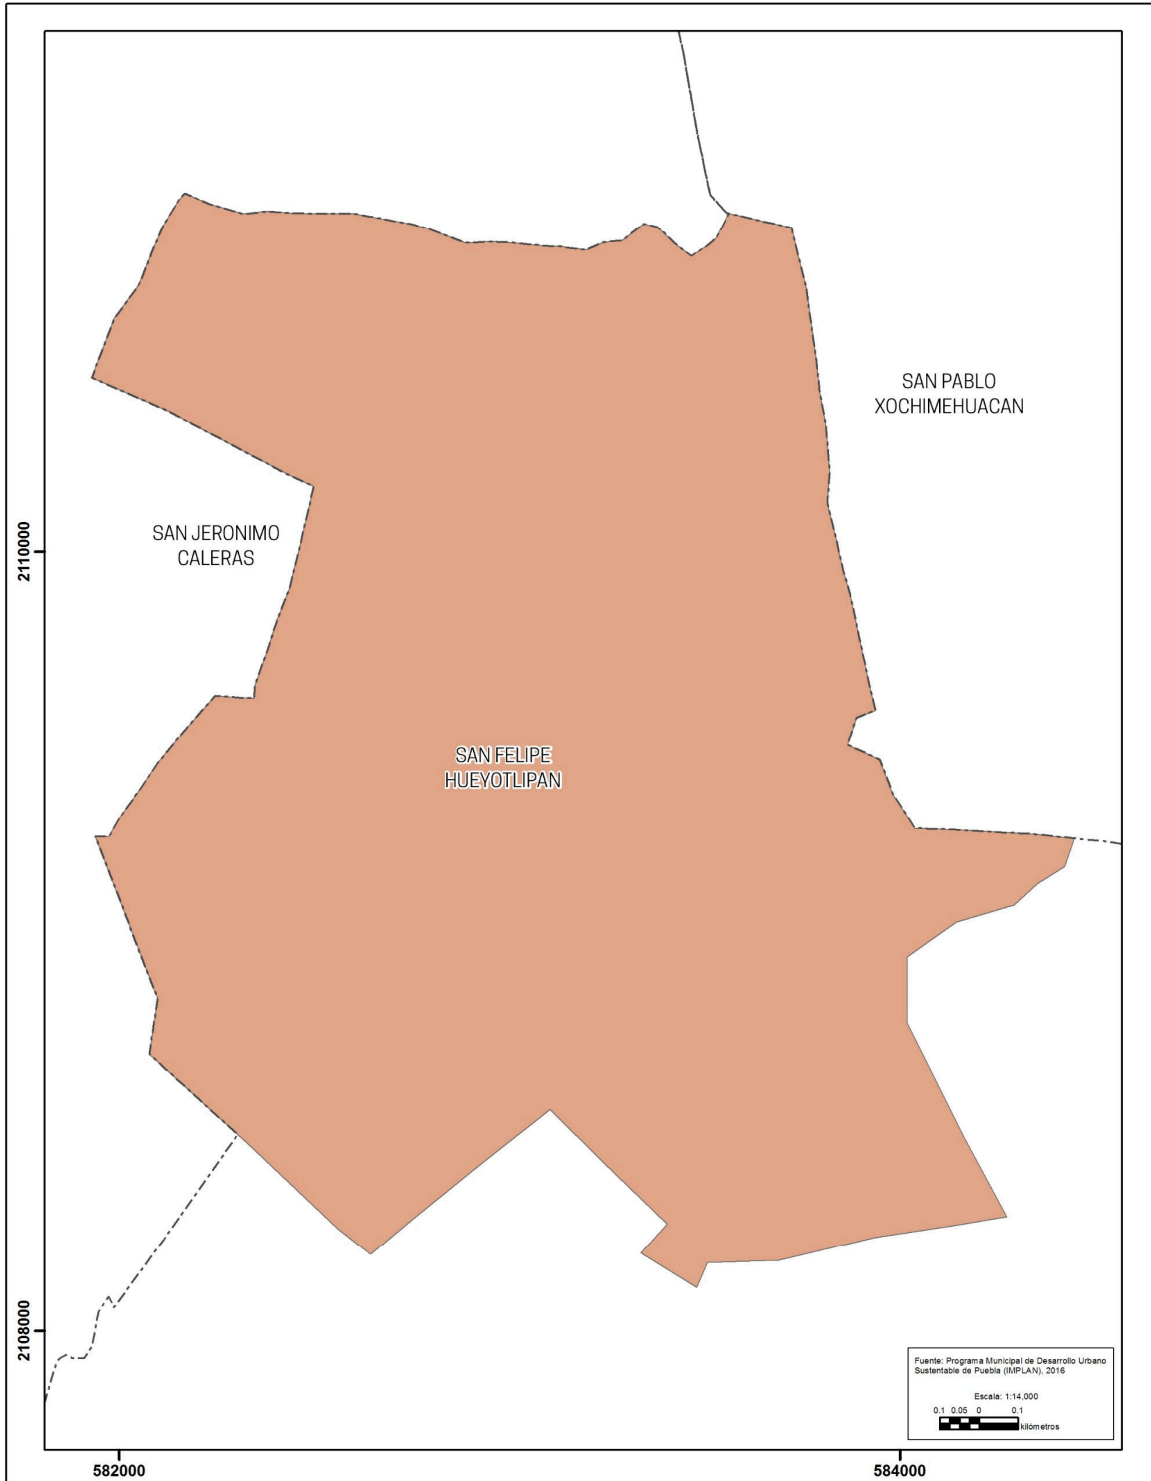 SAN PABLO
XOCHIMEHUACAN
SAN JERONIMO
CALERAS
2110000
SAN FELIPE
HUEYOTLIPAN
2108000
Fuente: Programa Municipal de Desarrollo Urbano
Sustentable de Puebla (IMPLAN), 2016
Escala: 1:14,000
0.1 0.05 0 0.1
kilómetros
582000
584000